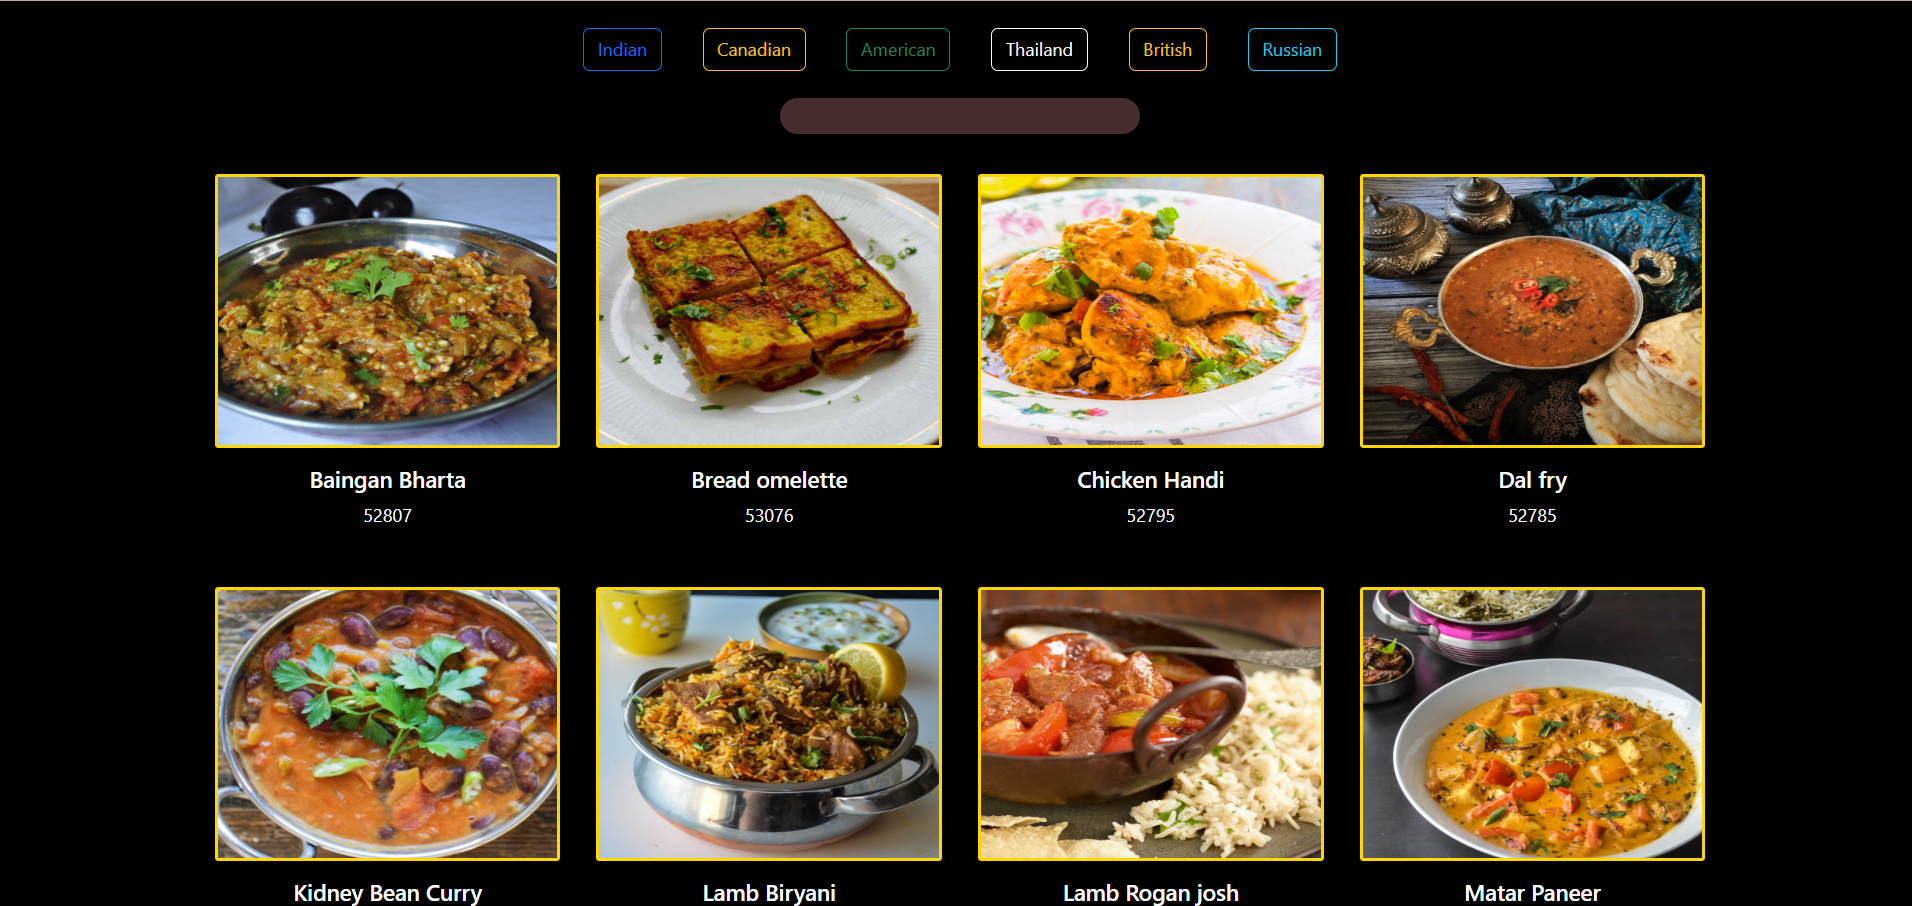 Indian Canadian American Thailand British Russian
Baingan Bharta Bread omelette Chicken Handi Dal fry
52807 53076 52795 52785
Kidney Bean Curry Lamb Biryani Lamb Rogan josh Matar Paneer